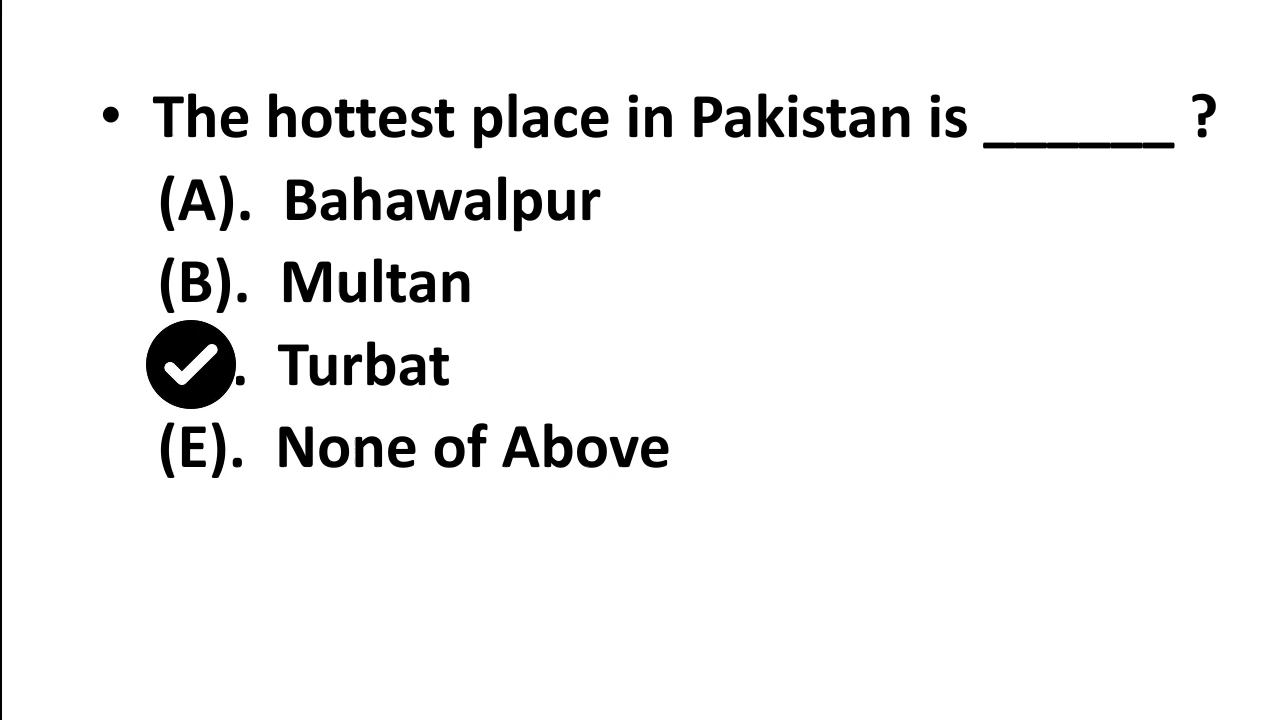 • The hottest place in Pakistan is ______ ?
(A). Bahawalpur
(B). Multan
. Turbat
(E). None of Above